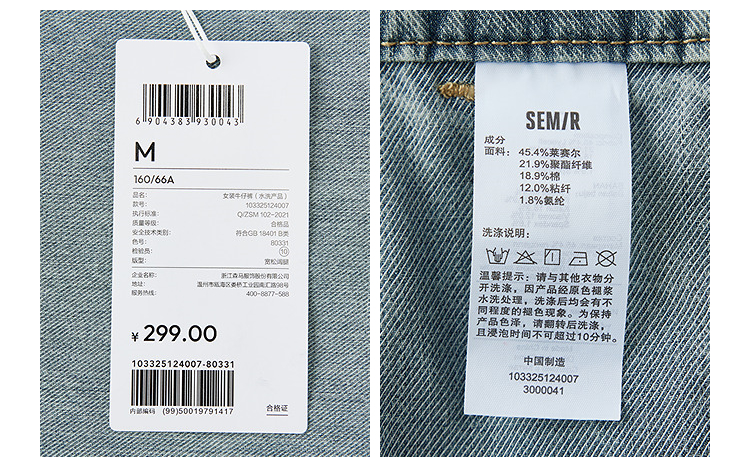 6 904383 930043
M
160/66A
品名: 女装牛仔裤（水洗产品）
款号: 103325124007
执行标准: Q/ZSM 102-2021
质量等级: 合格品
安全技术类别: 符合GB 18401 B类
色号: 80331
检验员: 10
版型: 宽松阔腿
企业名称: 浙江森马服饰股份有限公司
地址: 温州市瓯海区娄桥工业园南汇路98号
服务热线: 400-8877-588
¥ 299.00
103325124007-80331
内部编码 (99)50019791417
合格证
SEM/R
成分
面料: 45.4%莱赛尔
21.9%聚酯纤维
18.9%棉
12.0%粘纤
1.8%氨纶
洗涤说明:
温馨提示: 请与其他衣物分
开洗涤，因产品经原色褪浆
水洗处理，洗涤后均会有不
同程度的褪色现象。为保持
产品色泽，请翻转后洗涤，
且浸泡时间不可超过10分钟。
中国制造
103325124007
3000041